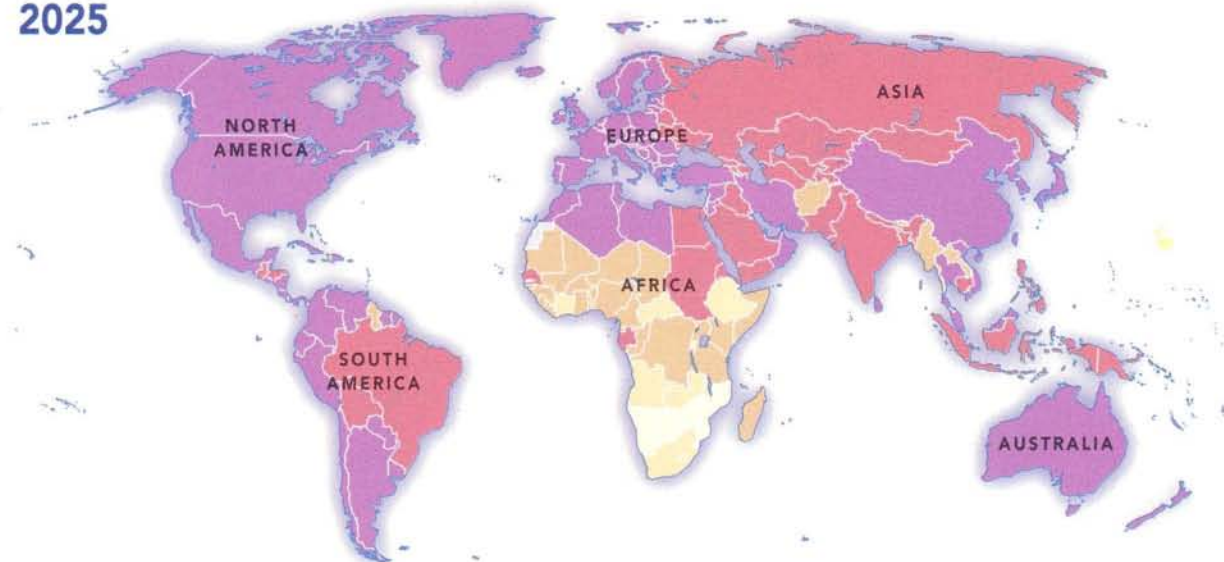 2025
ASIA
NORTH
AMERICA
EUROPE
AFRICA
SOUTH
AMERICA
AUSTRALIA